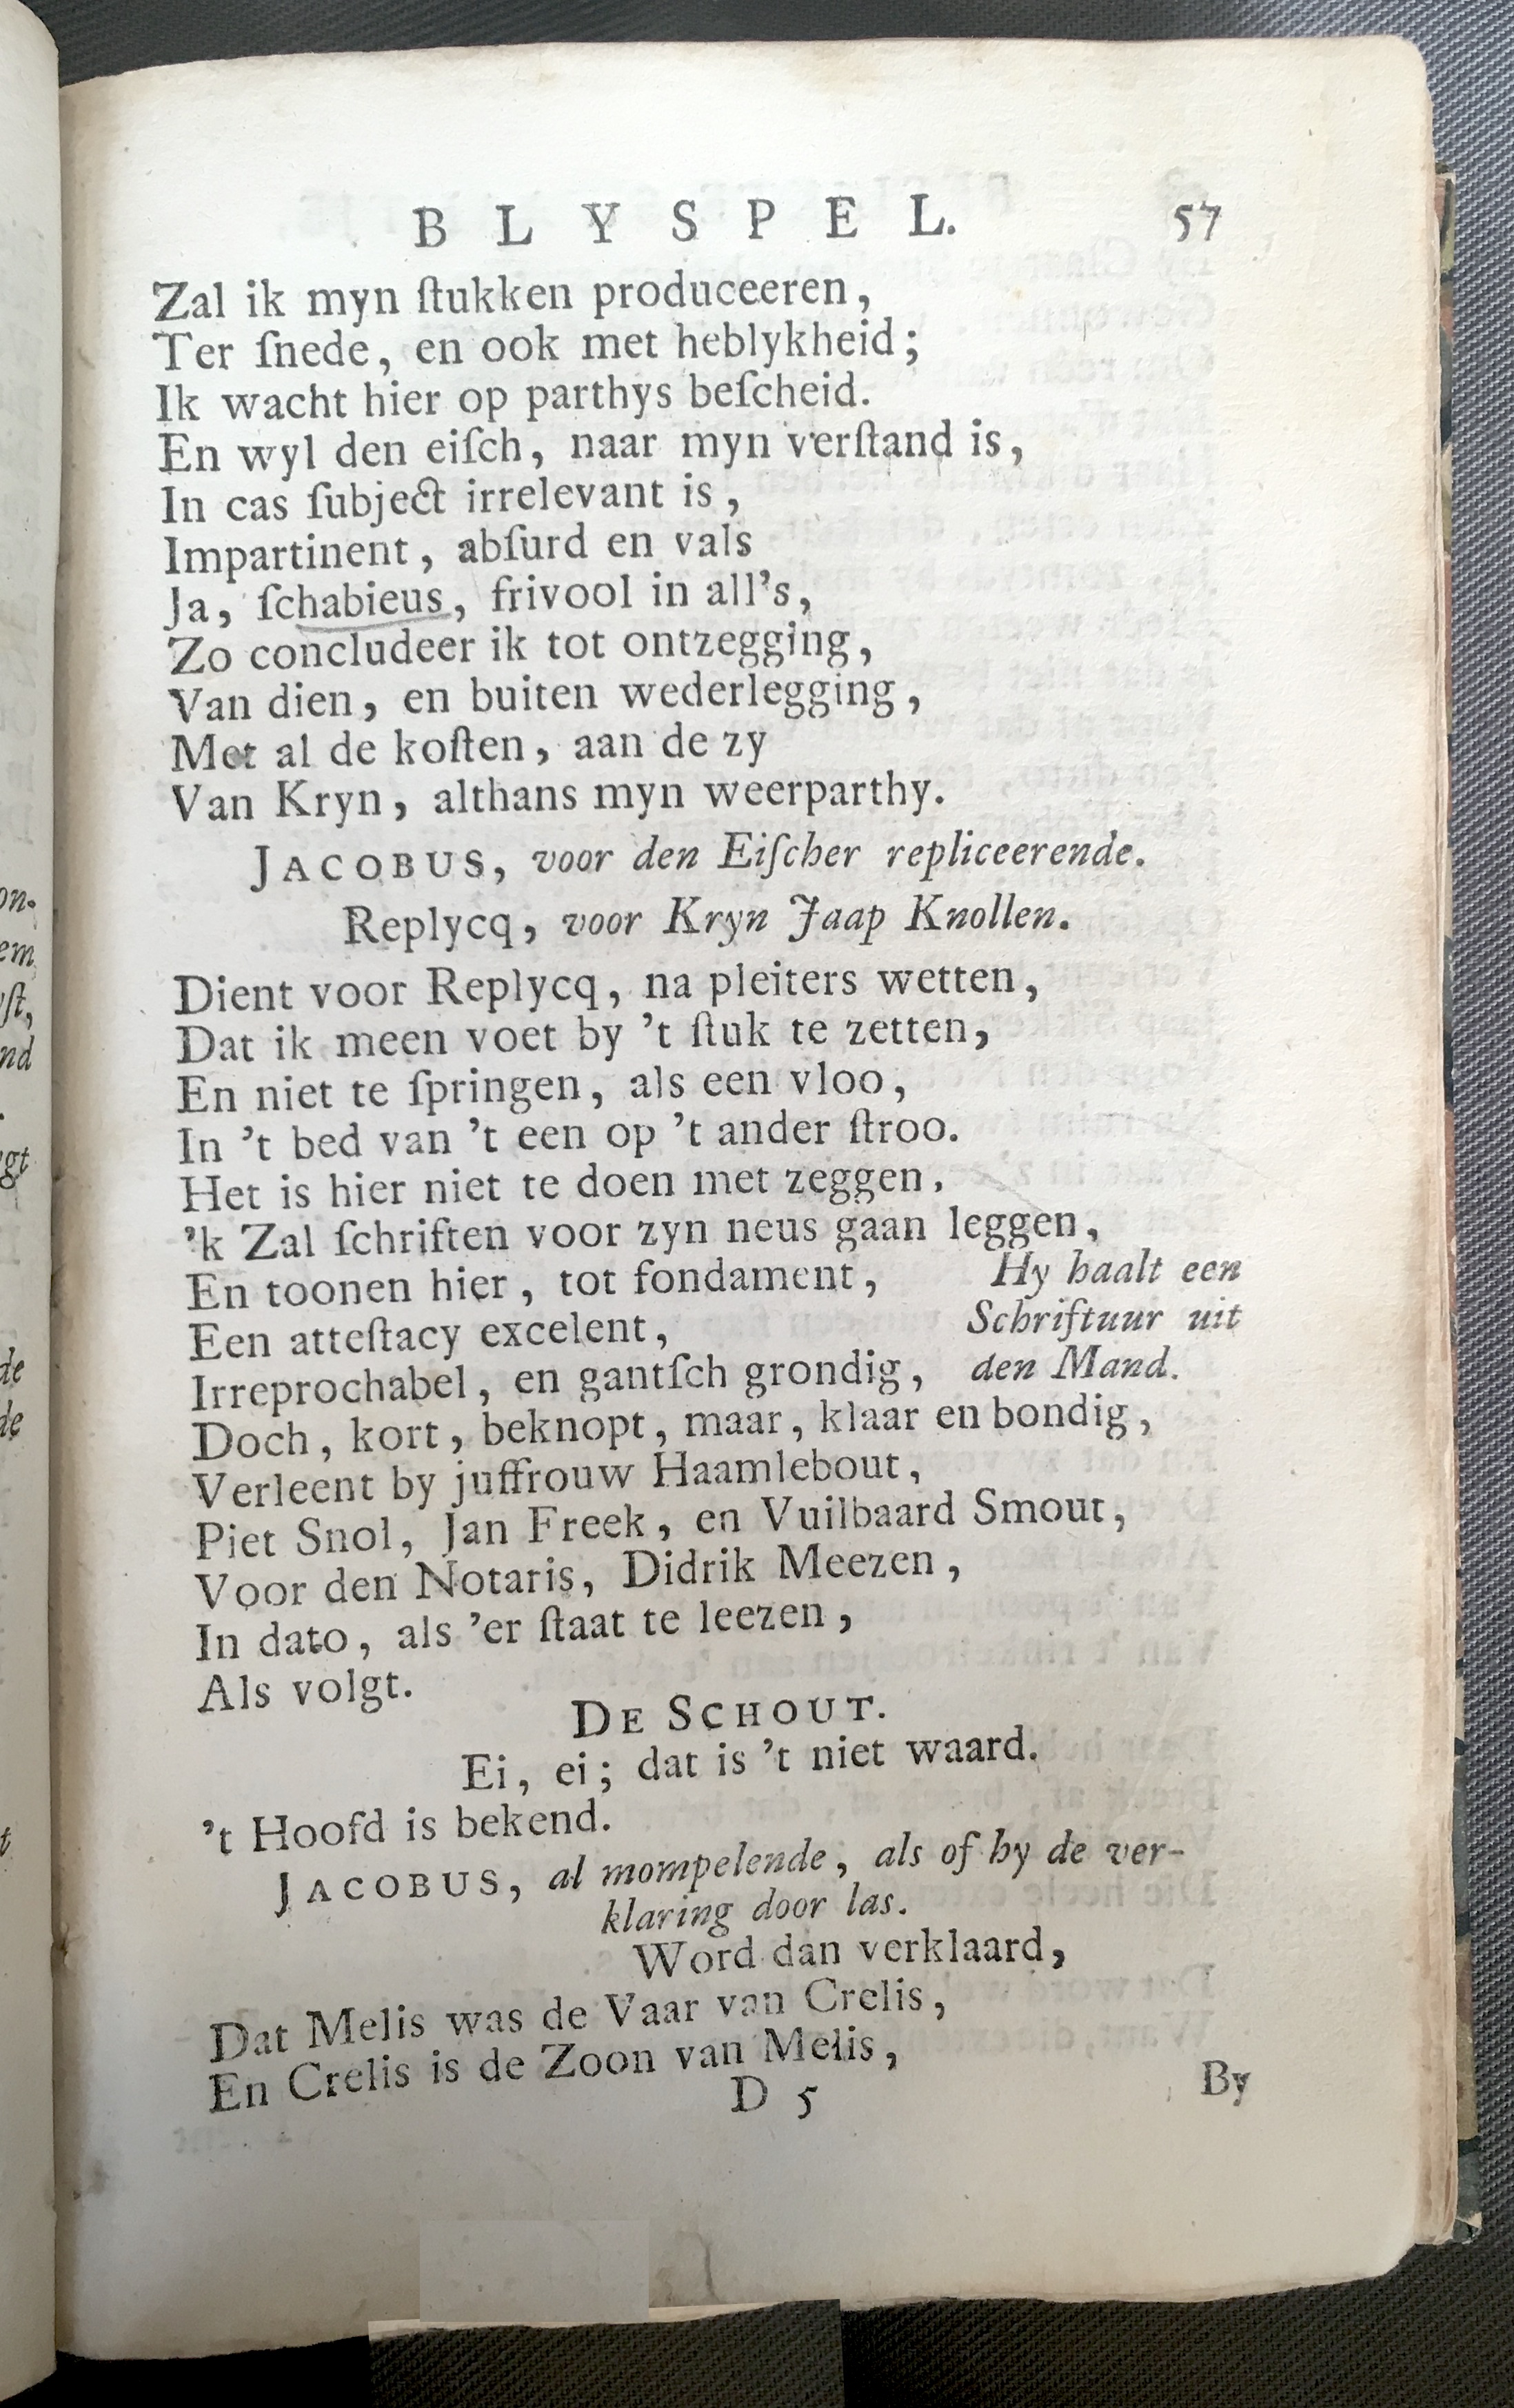 BLYSPEL. 57
Zal ik myn ſtukken produceeren,
Ter ſnede, en ook met heblykheid;
Ik wacht hier op parthys beſcheid.
En wyl den eiſch, naar myn verſtand is,
In cas ſubject irrelevant is,
Impartinent, abſurd en vals
Ja, ſchabieus, frivool in all's,
Zo concludeer ik tot ontzegging,
Van dien, en buiten wederlegging,
Met al de koſten, aan de zy
Van Kryn, althans myn weerparthy.
JACOBUS, voor den Eiſcher repliceerende.
Replycq, voor Kryn Jaap Knollen.
Dient voor Replycq, na pleiters wetten,
Dat ik meen voet by 't ſtuk te zetten,
En niet te ſpringen, als een vloo,
In 't bed van 't een op 't ander ſtroo.
Het is hier niet te doen met zeggen,
'k Zal ſchriften voor zyn neus gaan leggen,
En toonen hier, tot fondament, Hy haalt een
Een atteſtacy excelent, Schriftuur uit
Irreprochabel, en gantſch grondig, den Mand.
Doch, kort, beknopt, maar, klaar en bondig,
Verleent by juffrouw Haamlebout,
Piet Snol, Jan Freek, en Vuilbaard Smout,
Voor den Notaris, Didrik Meezen,
In dato, als 'er ſtaat te leezen,
Als volgt.
DE SCHOUT.
Ei, ei; dat is 't niet waard.
't Hoofd is bekend.
JACOBUS, al mompelende, als of hy de ver-
klaring door las.
Word dan verklaard,
Dat Melis was de Vaar van Crelis,
En Crelis is de Zoon van Melis,
D 5 By